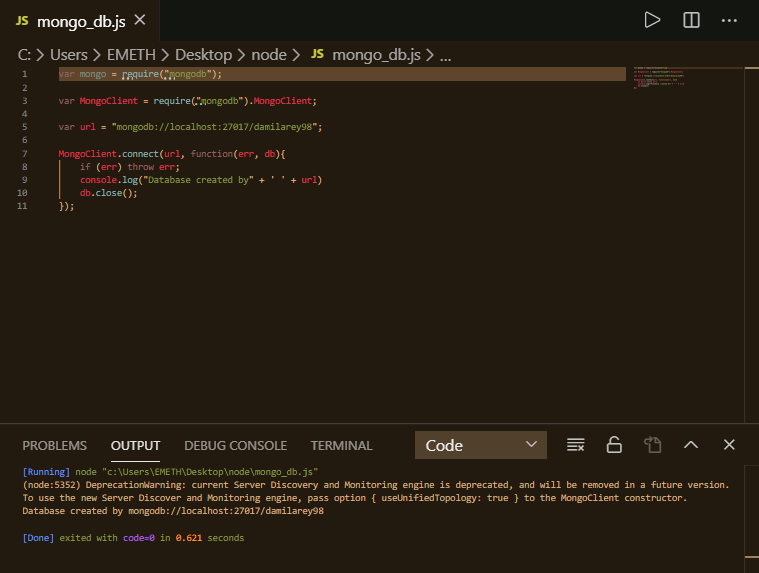 JS mongo_db.js ×
C: > Users > EMETH > Desktop > node > JS mongo_db.js > ...
1 var mongo = require("mongodb");
2
3 var MongoClient = require("mongodb").MongoClient;
4
5 var url = "mongodb://localhost:27017/damilarey98";
6
7 MongoClient.connect(url, function(err, db){
8 if (err) throw err;
9 console.log("Database created by" + ' ' + url)
10 db.close();
11 });
PROBLEMS OUTPUT DEBUG CONSOLE TERMINAL Code
[Running] node "c:\Users\EMETH\Desktop\node\mongo_db.js"
(node:5352) DeprecationWarning: current Server Discovery and Monitoring engine is deprecated, and will be removed in a future version.
To use the new Server Discover and Monitoring engine, pass option { useUnifiedTopology: true } to the MongoClient constructor.
Database created by mongodb://localhost:27017/damilarey98
[Done] exited with code=0 in 0.621 seconds